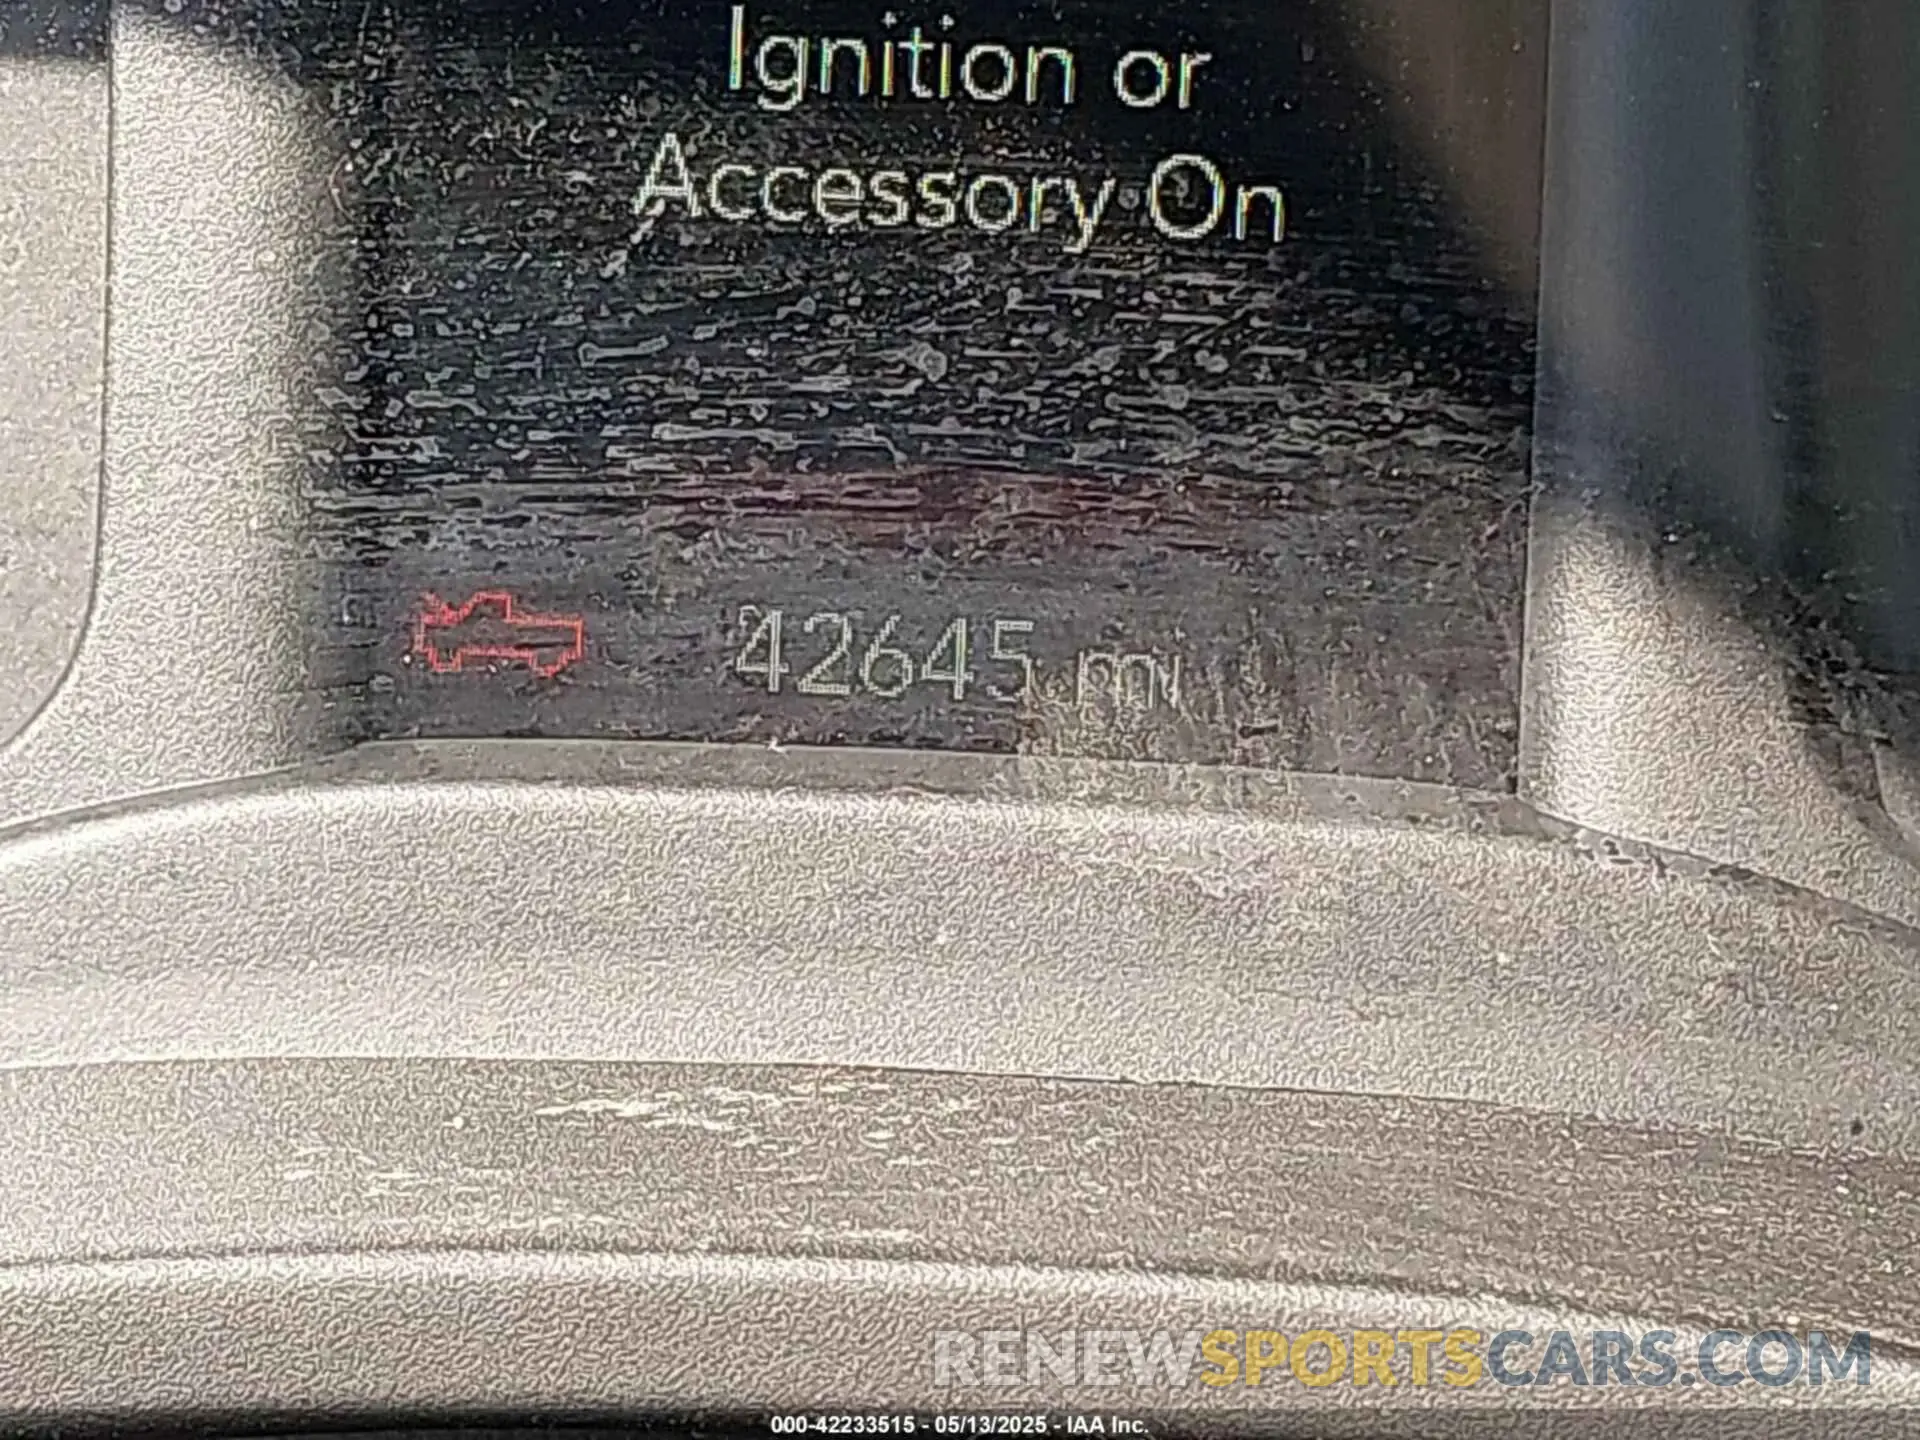 Ignition or
Accessory On
42645 mi
RENEWSPORTSCARS.COM
000-42233515 - 05/13/2025 - IAA Inc.